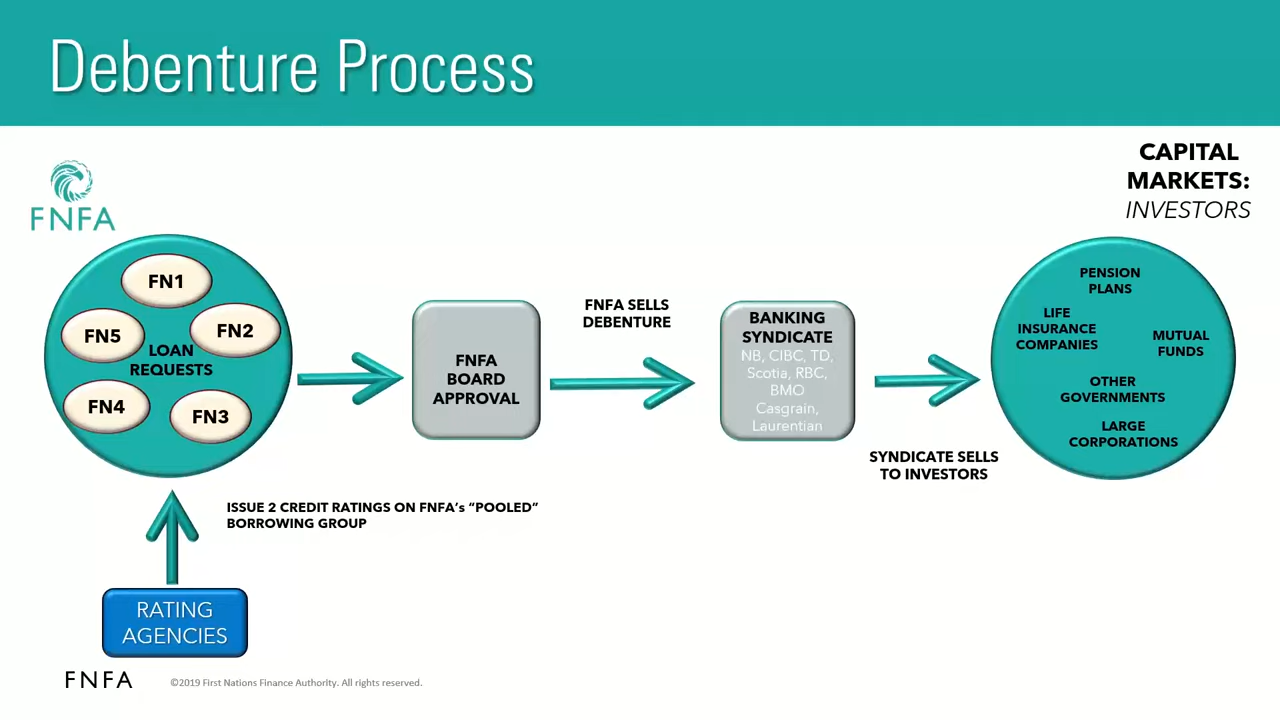 Debenture Process
FNFA
CAPITAL
MARKETS:
INVESTORS
FN1
FN2
FN5
LOAN
REQUESTS
FN4
FN3
FNFA
BOARD
APPROVAL
FNFA SELLS
DEBENTURE
BANKING
SYNDICATE
NB, CIBC, TD,
Scotia, RBC,
BMO
Casgrain,
Laurentian
SYNDICATE SELLS
TO INVESTORS
PENSION
PLANS
LIFE
INSURANCE
COMPANIES
MUTUAL
FUNDS
OTHER
GOVERNMENTS
LARGE
CORPORATIONS
ISSUE 2 CREDIT RATINGS ON FNFA’s “POOLED”
BORROWING GROUP
RATING
AGENCIES
FNFA
©2019 First Nations Finance Authority. All rights reserved.